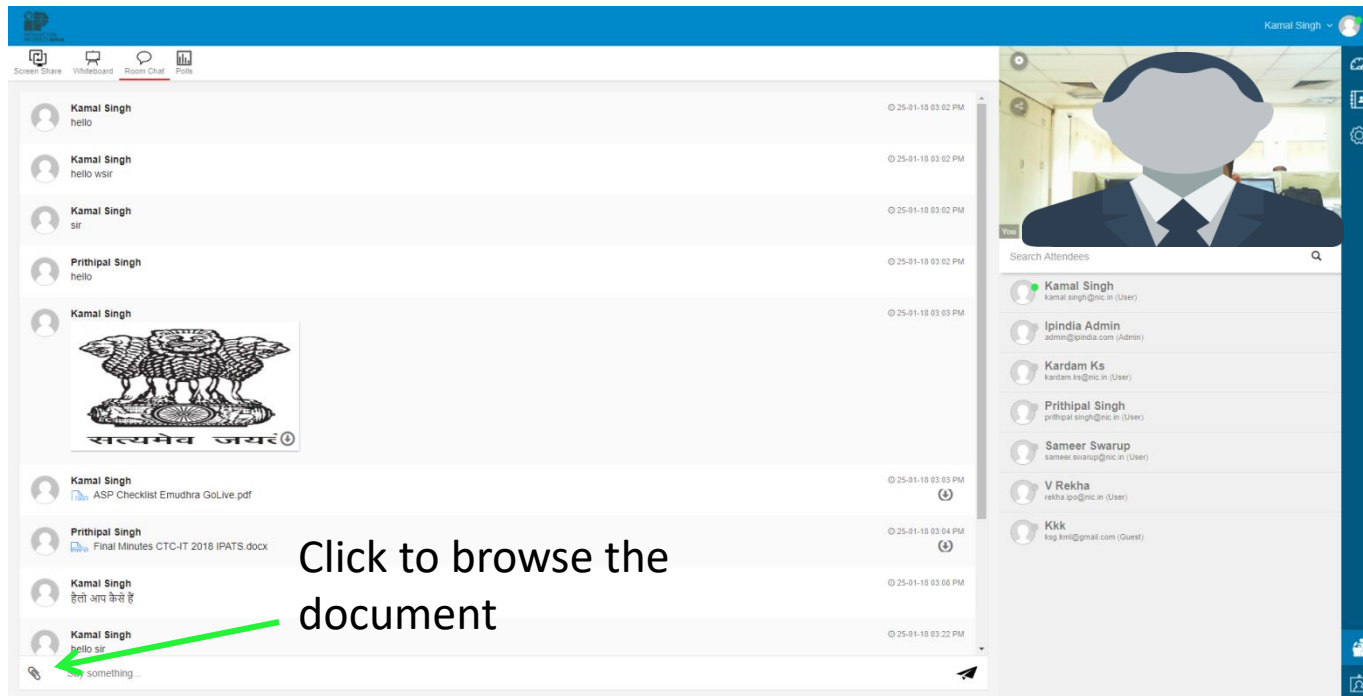 iP
Kamal Singh
Screen Share Whiteboard Room Chat Polls
Kamal Singh 25-01-18 03:02 PM
hello
Kamal Singh 25-01-18 03:02 PM
hello wsir
Kamal Singh 25-01-18 03:02 PM
sir
Prithipal Singh 25-01-18 03:02 PM
hello
Kamal Singh 25-01-18 03:03 PM
सत्यमेव जयते
Kamal Singh 25-01-18 03:03 PM
ASP Checklist Emudhra GoLive.pdf
Prithipal Singh 25-01-18 03:04 PM
Final Minutes CTC-IT 2018 IPATS.docx
Kamal Singh 25-01-18 03:08 PM
हैलो आप कैसे हैं
Kamal Singh 25-01-18 03:22 PM
hello sir
something...
Click to browse the
document
You
Search Attendees
Kamal Singh
kamal.singh@nic.in (User)
Ipindia Admin
admin@ipindia.com (Admin)
Kardam Ks
kardam.ks@nic.in (User)
Prithipal Singh
prithipal.singh@nic.in (User)
Sameer Swarup
sameer.swarup@nic.in (User)
V Rekha
rekha.ipo@nic.in (User)
Kkk
ksg.kml@gmail.com (Guest)